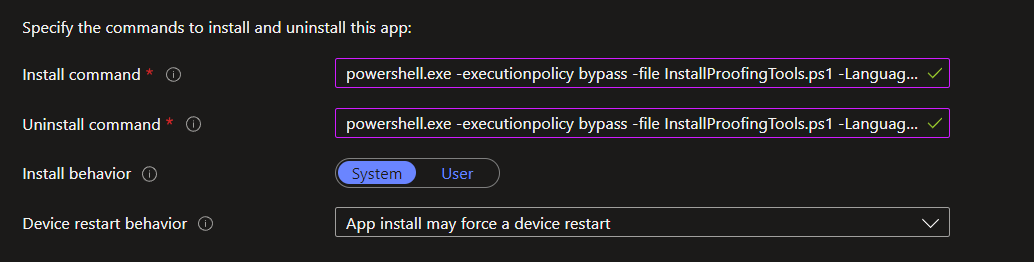 Specify the commands to install and uninstall this app:
Install command * powershell.exe -executionpolicy bypass -file InstallProofingTools.ps1 -Languag...
Uninstall command * powershell.exe -executionpolicy bypass -file InstallProofingTools.ps1 -Languag...
Install behavior System User
Device restart behavior App install may force a device restart